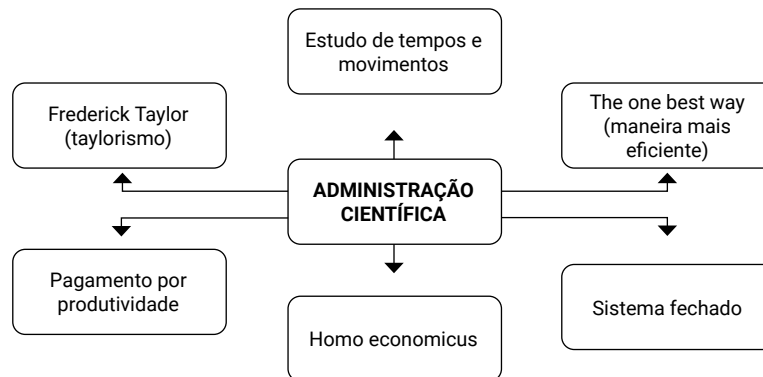 Estudo de tempos e
movimentos
Frederick Taylor
(taylorismo)
The one best way
(maneira mais
eficiente)
ADMINISTRAÇÃO
CIENTÍFICA
Pagamento por
produtividade
Homo economicus
Sistema fechado